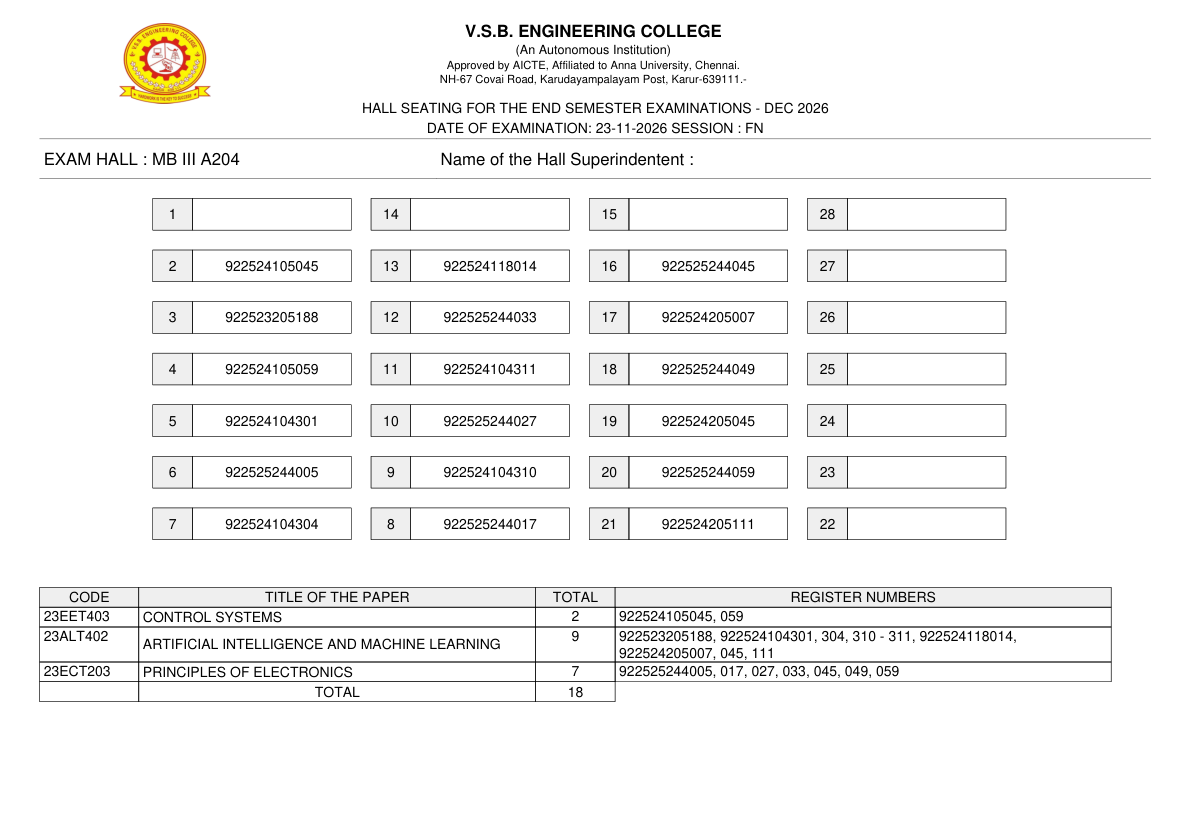 V.S.B. ENGINEERING COLLEGE
(An Autonomous Institution)
Approved by AICTE, Affiliated to Anna University, Chennai.
NH-67 Covai Road, Karudayampalayam Post, Karur-639111.-
HALL SEATING FOR THE END SEMESTER EXAMINATIONS - DEC 2026
DATE OF EXAMINATION: 23-11-2026 SESSION : FN
EXAM HALL : MB III A204 Name of the Hall Superintendent :
1 14 15 28
2 922524105045 13 922524118014 16 922525244045 27
3 922523205188 12 922525244033 17 922524205007 26
4 922524105059 11 922524104311 18 922525244049 25
5 922524104301 10 922525244027 19 922524205045 24
6 922525244005 9 922524104310 20 922525244059 23
7 922524104304 8 922525244017 21 922524205111 22
CODE TITLE OF THE PAPER TOTAL REGISTER NUMBERS
23EET403 CONTROL SYSTEMS 2 922524105045, 059
23ALT402 ARTIFICIAL INTELLIGENCE AND MACHINE LEARNING 9 922523205188, 922524104301, 304, 310 - 311, 922524118014,
922524205007, 045, 111
23ECT203 PRINCIPLES OF ELECTRONICS 7 922525244005, 017, 027, 033, 045, 049, 059
TOTAL 18